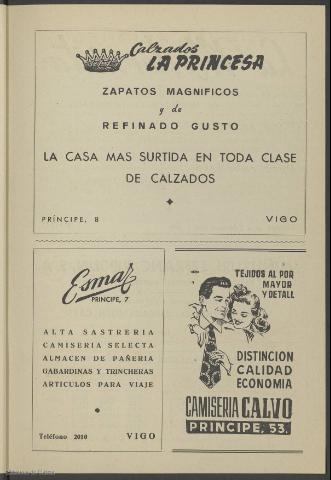 Calzados
LA PRINCESA
ZAPATOS MAGNIFICOS
y de
REFINADO GUSTO
LA CASA MAS SURTIDA EN TODA CLASE
DE CALZADOS
PRÍNCIPE, 8 VIGO
Esmar
PRINCIPE, 7
ALTA SASTRERIA
CAMISERIA SELECTA
ALMACEN DE PAÑERIA
GABARDINAS Y TRINCHERAS
ARTICULOS PARA VIAJE
Teléfono 2010 VIGO
TEJIDOS AL POR
MAYOR
Y DETALL
DISTINCION
CALIDAD
ECONOMIA
CAMISERIA CALVO
PRINCIPE, 53.